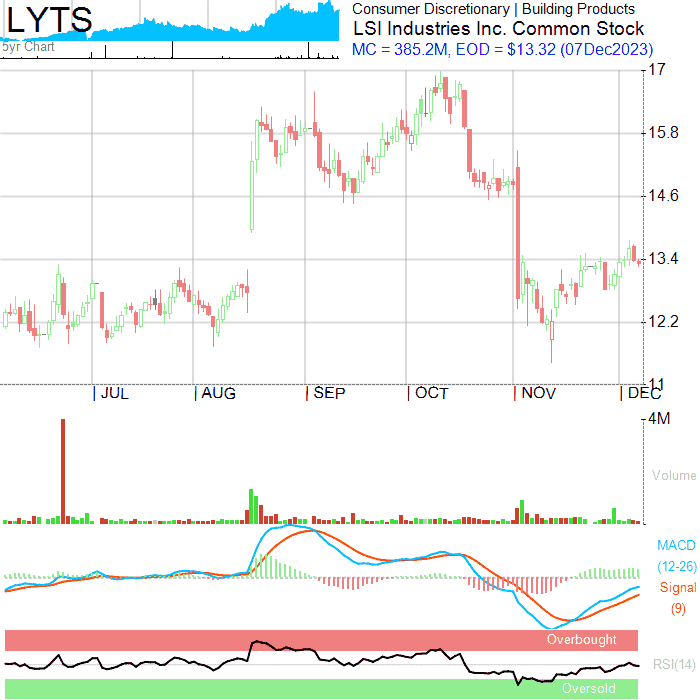 LYTS
5yr Chart
Consumer Discretionary | Building Products
LSI Industries Inc. Common Stock
MC = 385.2M, EOD = $13.32 (07Dec2023)
17
15.8
14.6
13.4
12.2
11
JUL
AUG
SEP
OCT
NOV
DEC
4M
Volume
MACD
(12-26)
Signal
(9)
Overbought
RSI(14)
Oversold